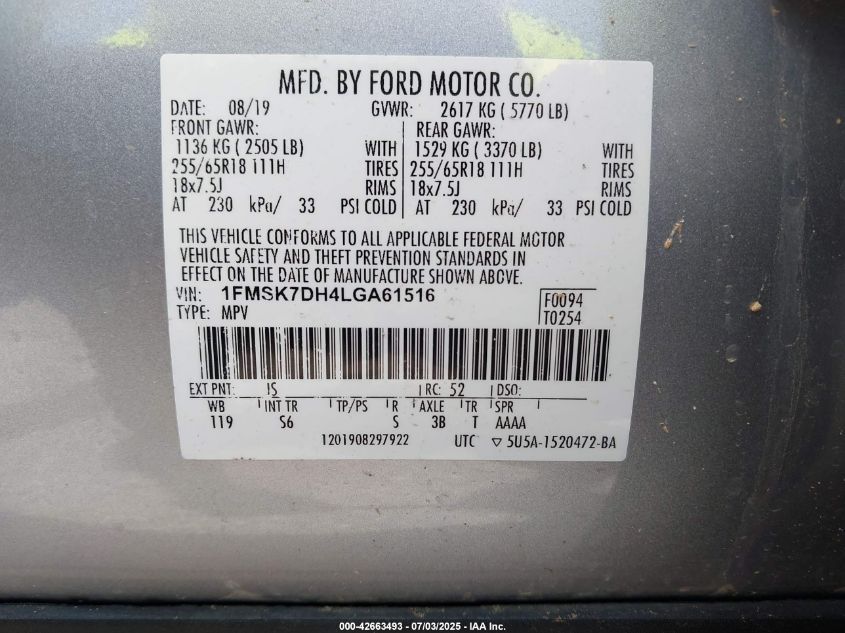 MFD. BY FORD MOTOR CO.
DATE: 08/19 GVWR: 2617 KG ( 5770 LB)
FRONT GAWR: REAR GAWR:
1136 KG ( 2505 LB) WITH 1529 KG ( 3370 LB) WITH
255/65R18 111H TIRES 255/65R18 111H TIRES
18x7.5J RIMS 18x7.5J RIMS
AT 230 kPa/ 33 PSI COLD AT 230 kPa/ 33 PSI COLD
THIS VEHICLE CONFORMS TO ALL APPLICABLE FEDERAL MOTOR
VEHICLE SAFETY AND THEFT PREVENTION STANDARDS IN
EFFECT ON THE DATE OF MANUFACTURE SHOWN ABOVE.
VIN: 1FMSK7DH4LGA61516 F0094
TYPE: MPV T0254
EXT PNT: JS RC: 52 DSO:
WB INT TR TP/PS R AXLE TR SPR
119 S6 S 3B T AAAA
1201908297922 UTC ▽ 5U5A-1520472-BA
000-42663493 - 07/03/2025 - IAA Inc.